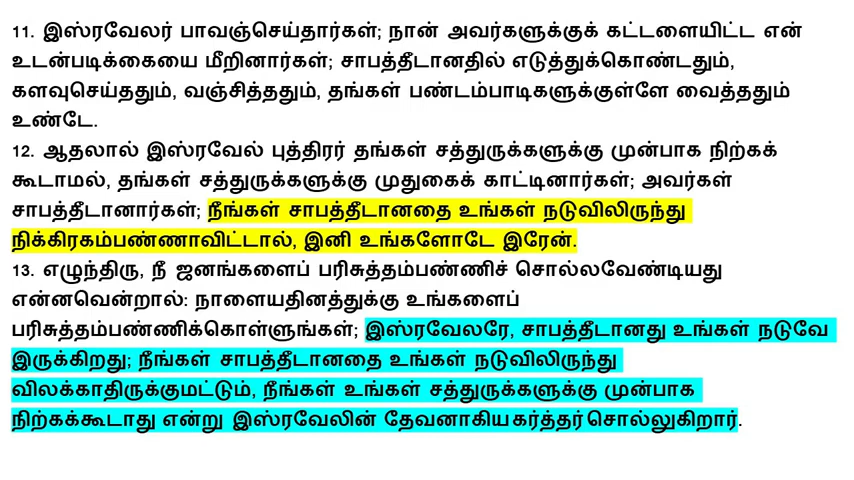 11. இஸ்ரவேலர் பாவஞ்செய்தார்கள்; நான் அவர்களுக்குக் கட்டளையிட்ட என்
உடன்படிக்கையை மீறினார்கள்; சாபத்தீடானதில் எடுத்துக்கொண்டதும்,
களவுசெய்ததும், வஞ்சித்ததும், தங்கள் பண்டம்பாடிகளுக்குள்ளே வைத்ததும்
உண்டே.
12. ஆதலால் இஸ்ரவேல் புத்திரர் தங்கள் சத்துருக்களுக்கு முன்பாக நிற்கக்
கூடாமல், தங்கள் சத்துருக்களுக்கு முதுகைக் காட்டினார்கள்; அவர்கள்
சாபத்தீடானார்கள்; நீங்கள் சாபத்தீடானதை உங்கள் நடுவிலிருந்து
நிக்கிரகம்பண்ணாவிட்டால், இனி உங்களோடே இரேன்.
13. எழுந்திரு, நீ ஜனங்களைப் பரிசுத்தம்பண்ணிச் சொல்லவேண்டியது
என்னவென்றால்: நாளையதினத்துக்கு உங்களைப்
பரிசுத்தம்பண்ணிக்கொள்ளுங்கள்; இஸ்ரவேலரே, சாபத்தீடானது உங்கள் நடுவே
இருக்கிறது; நீங்கள் சாபத்தீடானதை உங்கள் நடுவிலிருந்து
விலக்காதிருக்குமட்டும், நீங்கள் உங்கள் சத்துருக்களுக்கு முன்பாக
நிற்கக்கூடாது என்று இஸ்ரவேலின் தேவனாகிய கர்த்தர் சொல்லுகிறார்.